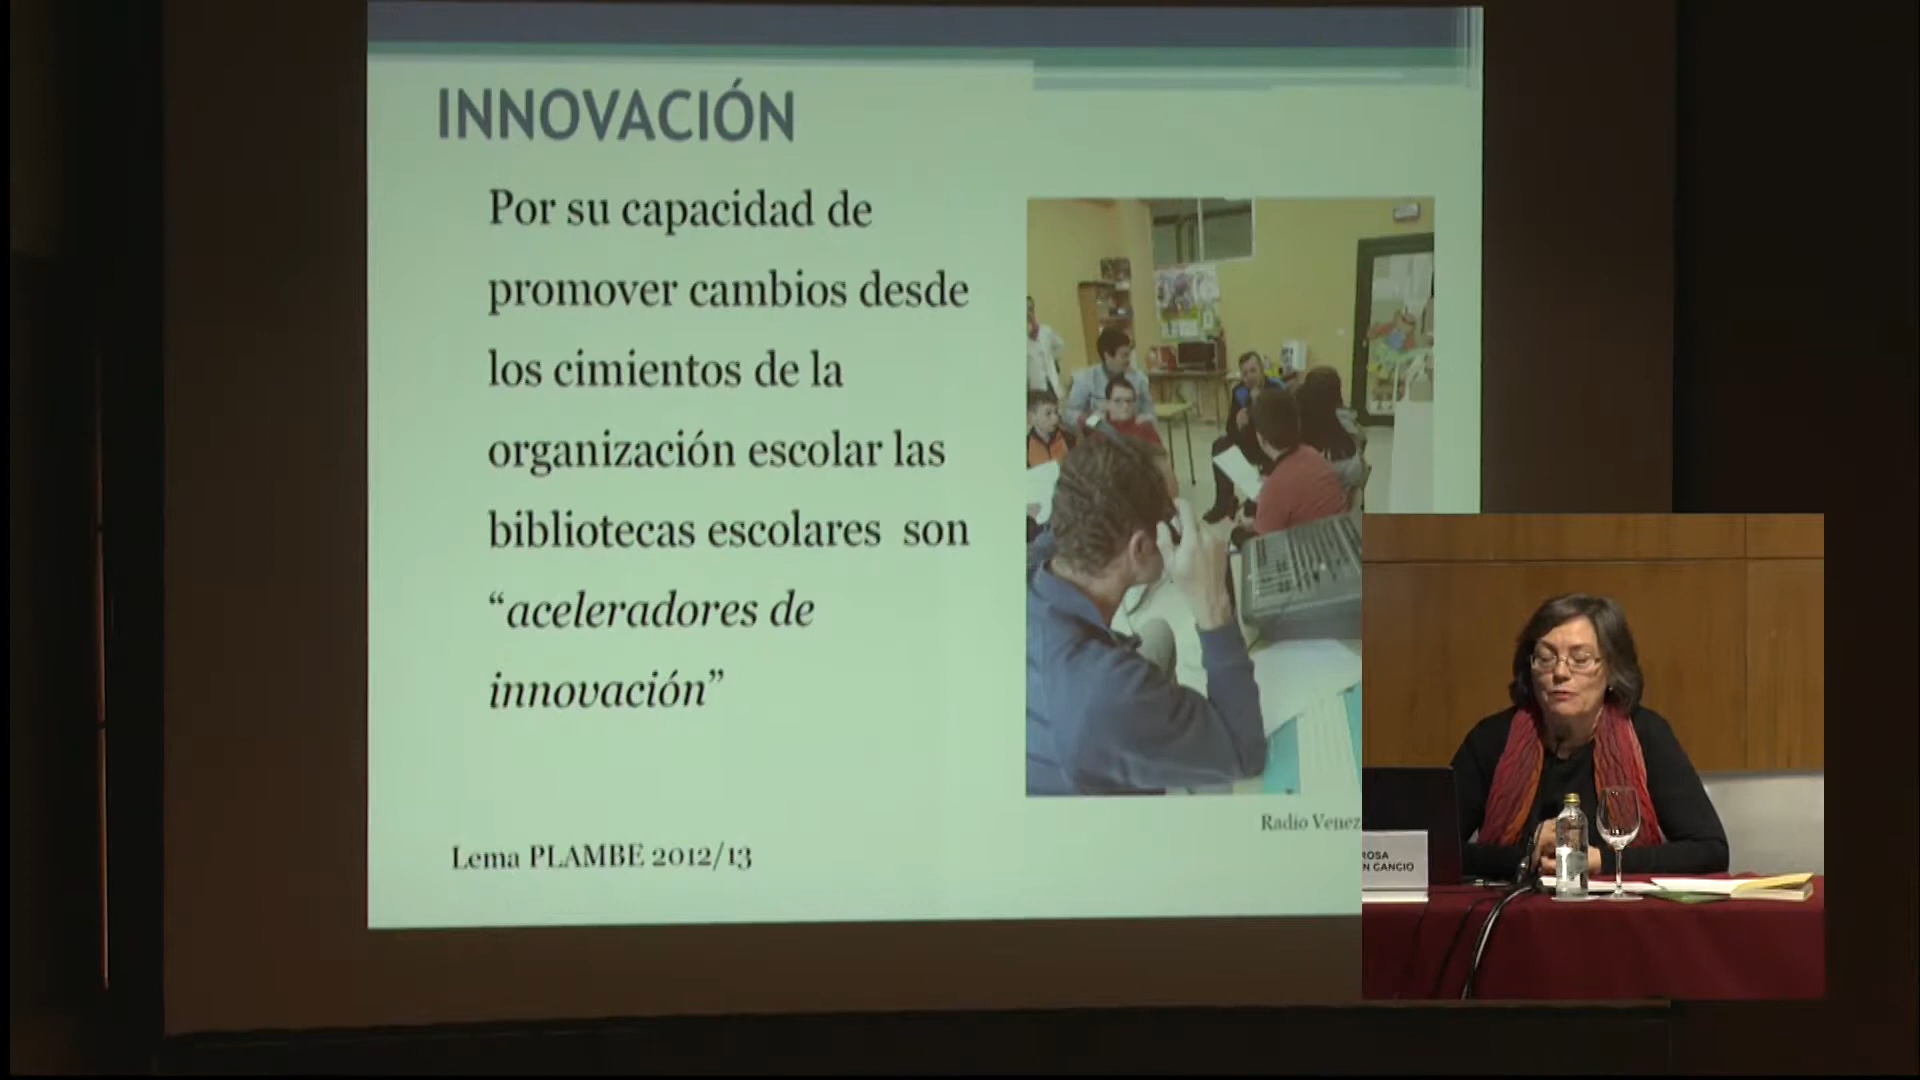 INNOVACIÓN
Por su capacidad de
promover cambios desde
los cimientos de la
organización escolar las
bibliotecas escolares son
“aceleradores de
innovación”
Radio Venez
Lema PLAMBE 2012/13
ROSA
N CANCIO